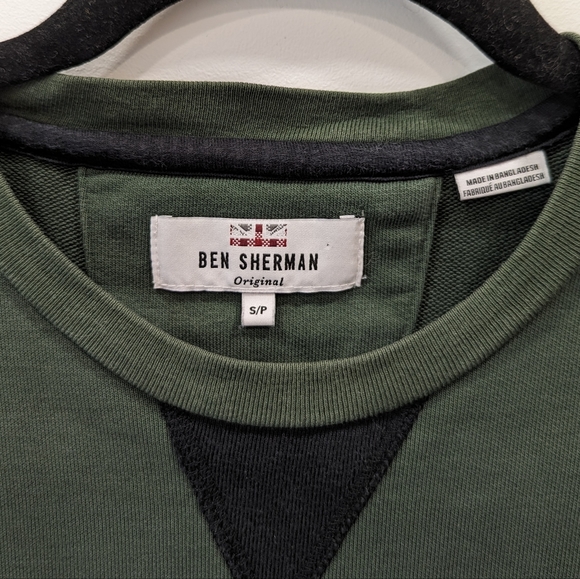 BEN SHERMAN
Original
S/P
MADE IN BANGLADESH
FABRIQUÉ AU BANGLADESH